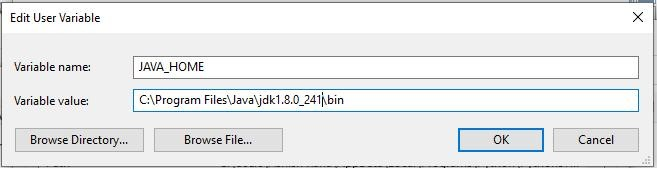 Edit User Variable
Variable name: JAVA_HOME
Variable value: C:\Program Files\Java\jdk1.8.0_241\bin
Browse Directory... Browse File... OK Cancel